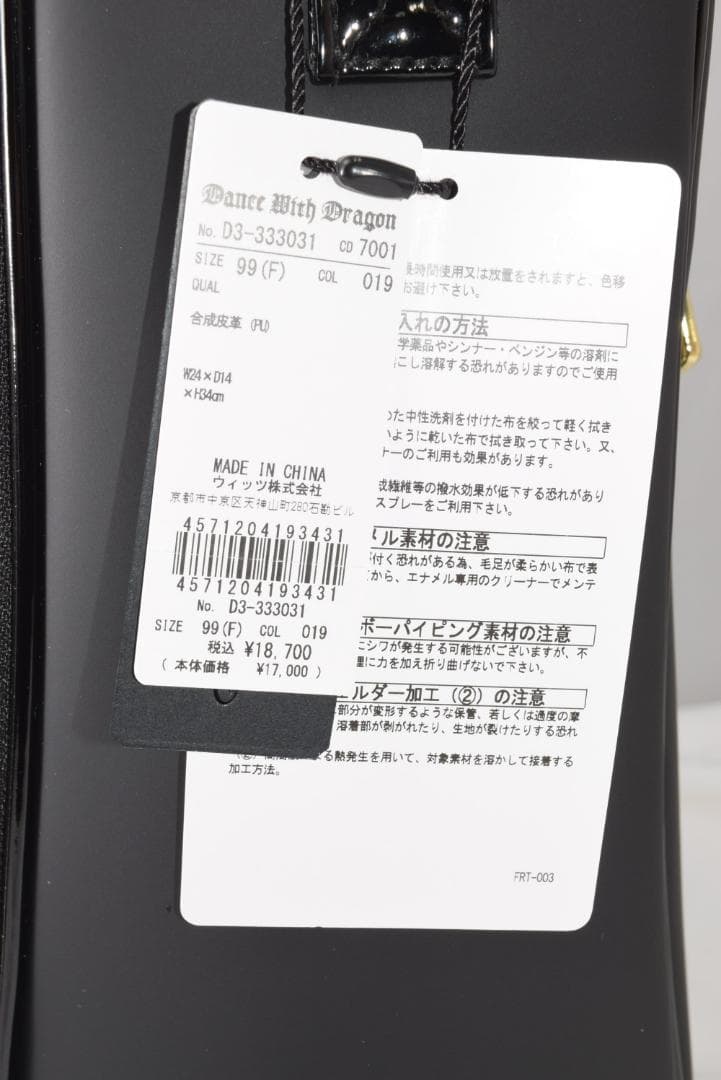 Dance With Dragon
No. D3-333031 CD 7001
SIZE 99(F) COL 019
QUAL
合成皮革 (PU)
W24×D14
×H34cm
MADE IN CHINA
ウィッツ株式会社
京都市中京区天神山町280石勘ビル
4571204193431
4571204193431
No. D3-333031
SIZE 99(F) COL 019
税込 ¥18,700
(本体価格 ¥17,000)
時間使用又は放置をされますと、色移
お避け下さい。
入れの方法
学薬品やシンナー・ベンジン等の溶剤に
こし溶解する恐れがありますのでご使用
た中性洗剤を付けた布を絞って軽く拭き
いように乾いた布で拭き取って下さい。又、
ナーのご利用も効果があります。
成繊維等の撥水効果が低下する恐れがあり
スプレーをご利用下さい。
メル素材の注意
が付く恐れがある為、毛足が柔らかい布で表
から、エナメル専用のクリーナーでメンテ
ボーパイピング素材の注意
にシワが発生する可能性がございますが、不
理に力を加え折り曲げないで下さい。
ェルダー加工(②)の注意
部分が変形するような保管、若しくは過度の摩
溶着部が剥がれたり、生地が裂けたりする恐れ
る熱発生を用いて、対象素材を溶かして接着する
加工方法。
FRT-003